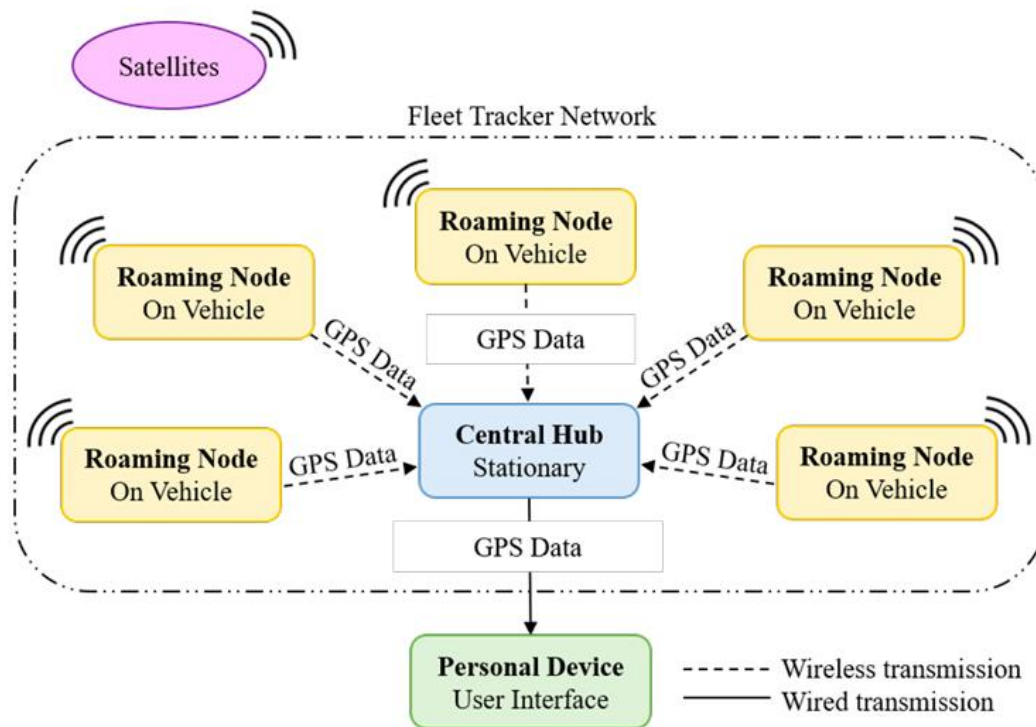 Satellites
Fleet Tracker Network
Roaming Node
On Vehicle
Roaming Node
On Vehicle
Roaming Node
On Vehicle
GPS Data
GPS Data
GPS Data
Roaming Node
On Vehicle
GPS Data
Central Hub
Stationary
GPS Data
Roaming Node
On Vehicle
GPS Data
Personal Device
User Interface
Wireless transmission
Wired transmission